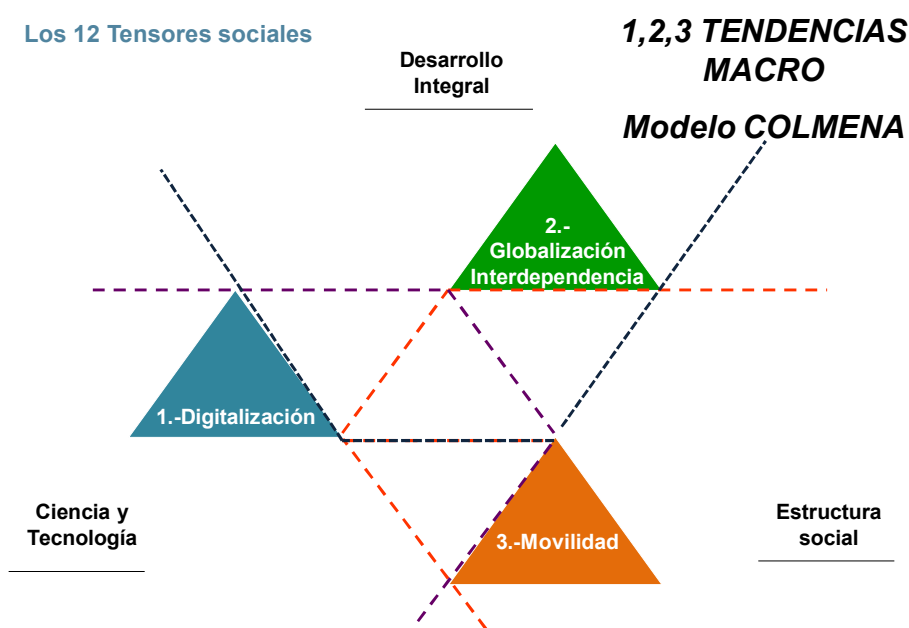 Los 12 Tensores sociales
1,2,3 TENDENCIAS
MACRO
Modelo COLMENA
Desarrollo
Integral
2.-
Globalización
Interdependencia
1.-Digitalización
3.-Movilidad
Ciencia y
Tecnología
Estructura
social